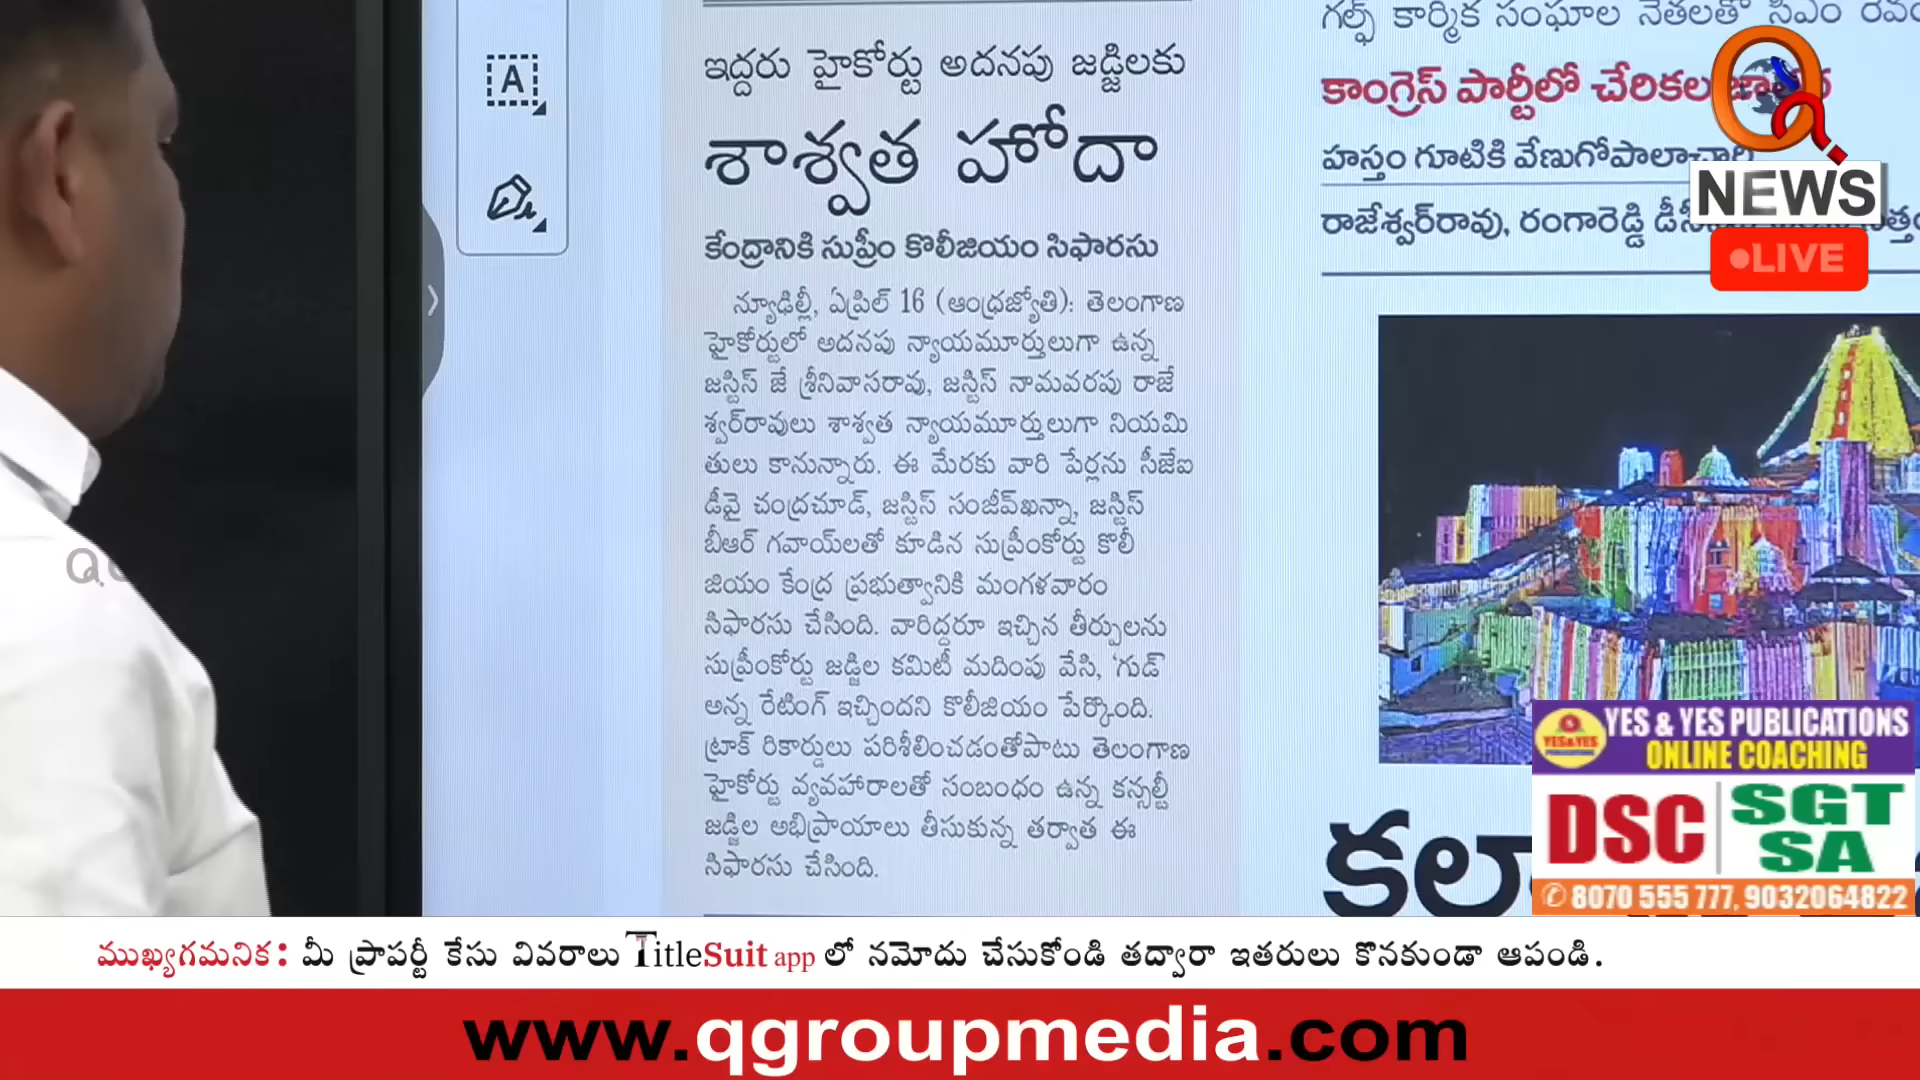 ఇద్దరు హైకోర్టు అదనపు జడ్జిలకు
శాశ్వత హోదా
కేంద్రానికి సుప్రీం కొలీజియం సిఫారసు
న్యూఢిల్లీ, ఏప్రిల్ 16 (ఆంధ్రజ్యోతి): తెలంగాణ
హైకోర్టులో అదనపు న్యాయమూర్తులుగా ఉన్న
జస్టిస్ జే శ్రీనివాసరావు, జస్టిస్ నామవరపు రాజే
శ్వర్‌రావులు శాశ్వత న్యాయమూర్తులుగా నియమి
తులు కానున్నారు. ఈ మేరకు వారి పేర్లను సీజేఐ
డీవై చంద్రచూడ్, జస్టిస్ సంజీవ్‌ఖన్నా, జస్టిస్
బీఆర్ గవాయ్‌లతో కూడిన సుప్రీంకోర్టు కొలీ
జియం కేంద్ర ప్రభుత్వానికి మంగళవారం
సిఫారసు చేసింది. వారిద్దరూ ఇచ్చిన తీర్పులను
సుప్రీంకోర్టు జడ్జిల కమిటీ మదింపు వేసి, 'గుడ్'
అన్న రేటింగ్ ఇచ్చిందని కొలీజియం పేర్కొంది.
ట్రాక్ రికార్డులు పరిశీలించడంతోపాటు తెలంగాణ
హైకోర్టు వ్యవహారాలతో సంబంధం ఉన్న కన్సల్టీ
జడ్జిల అభిప్రాయాలు తీసుకున్న తర్వాత ఈ
సిఫారసు చేసింది.
గల్ఫ్ కార్మిక సంఘాల నేతలతో సీఎం
కాంగ్రెస్ పార్టీలో చేరికల
హస్తం గూటికి వేణుగోపాలాచారి
రాజేశ్వర్‌రావు, రంగారెడ్డి
Q
NEWS
LIVE
A
YES & YES PUBLICATIONS
ONLINE COACHING
YES&YES
DSC SGT
SA
8070 555 777, 9032064822
ముఖ్యగమనిక: మీ ప్రాపర్టీ కేసు వివరాలు TitleSuit app లో నమోదు చేసుకోండి తద్వారా ఇతరులు కొనకుండా ఆపండి.
www.qgroupmedia.com